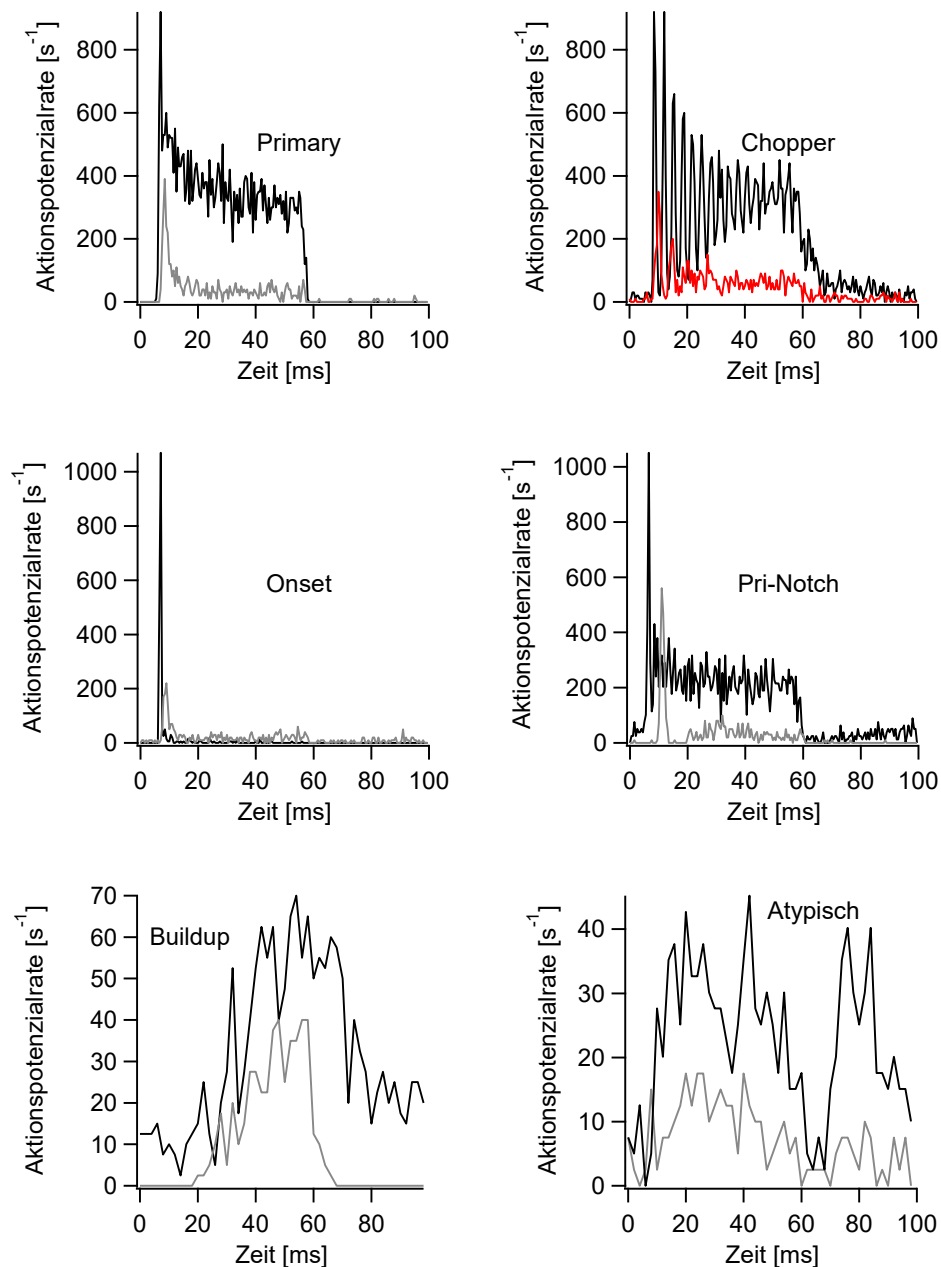 Aktionspotenzialrate [s-1]
800
600
400
200
0
Primary
0 20 40 60 80 100
Zeit [ms]
Aktionspotenzialrate [s-1]
800
600
400
200
0
Chopper
0 20 40 60 80 100
Zeit [ms]
Aktionspotenzialrate [s-1]
1000
800
600
400
200
0
Onset
0 20 40 60 80 100
Zeit [ms]
Aktionspotenzialrate [s-1]
1000
800
600
400
200
0
Pri-Notch
0 20 40 60 80 100
Zeit [ms]
Aktionspotenzialrate [s-1]
70
60
50
40
30
20
10
0
Buildup
0 20 40 60 80
Zeit [ms]
Aktionspotenzialrate [s-1]
40
30
20
10
0
Atypisch
0 20 40 60 80 100
Zeit [ms]